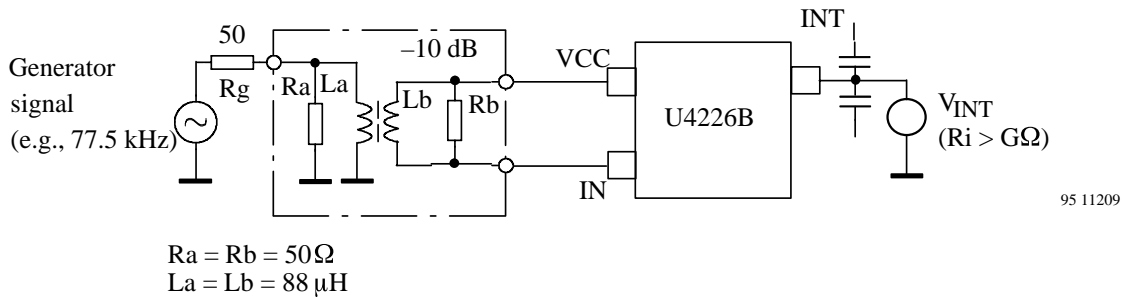 50
Rg
Generator
signal
(e.g., 77.5 kHz)
–10 dB
Ra
La
Lb
Rb
VCC
IN
U4226B
INT
VINT
(Ri > GΩ)
95 11209
Ra = Rb = 50 Ω
La = Lb = 88 μH